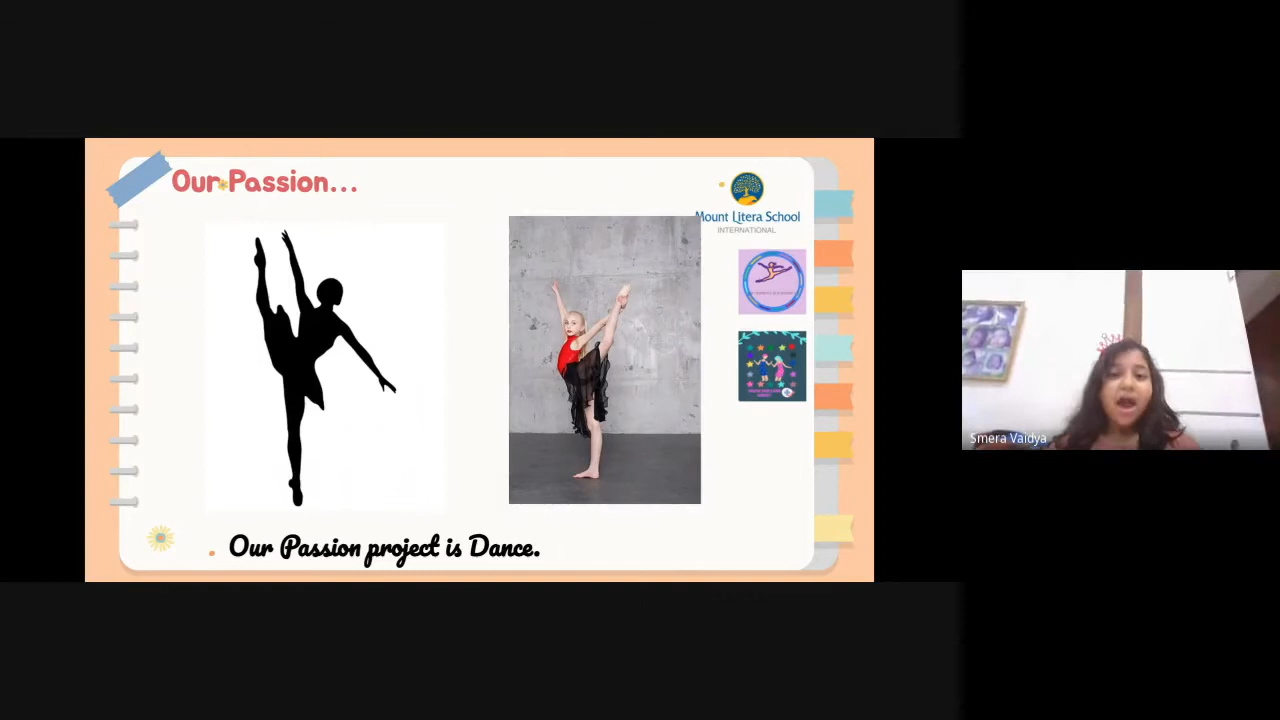 Our Passion...
Mount Litera School
INTERNATIONAL
Our Passion project is Dance.
Smera Vaidya